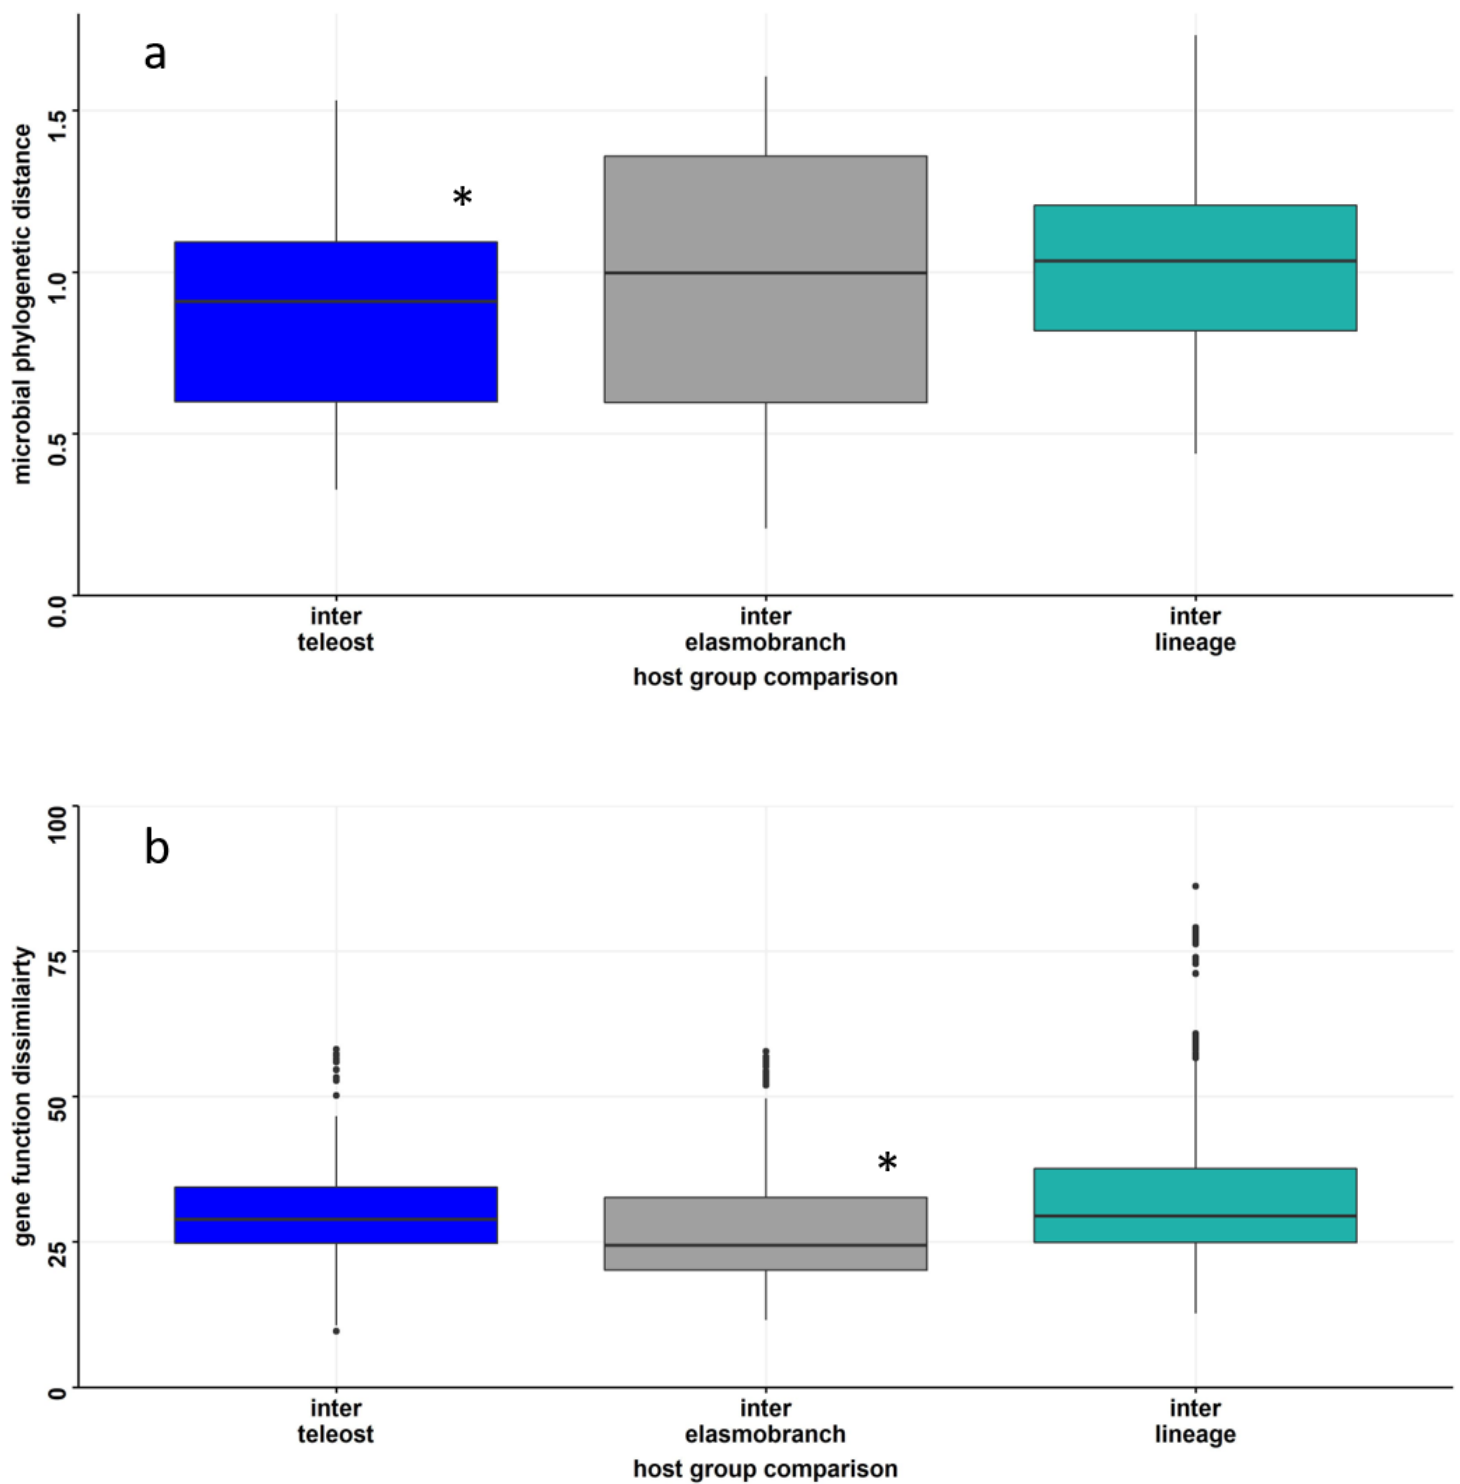 a
microbial phylogenetic distance
1.5
1.0
0.5
0.0
*
inter
teleost
inter
elasmobranch
inter
lineage
host group comparison
b
gene function dissimilairty
100
75
50
25
0
*
inter
teleost
inter
elasmobranch
inter
lineage
host group comparison